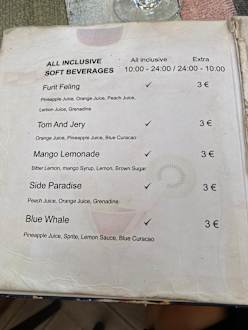 ALL INCLUSIVE All inclusive Extra
SOFT BEVERAGES 10:00 - 24:00 / 24:00 - 10:00
Funt Feling ✓ 3 €
Pineapple Juice, Orange Juice, Peach Juice,
Lemon Juice, Grenadine
Tom And Jery ✓ 3 €
Orange Juice, Pineapple Juice, Blue Curacao
Mango Lemonade ✓ 3 €
Bitter Lemon, mango Syrup, Lemon, Brown Sugar
Side Paradise ✓ 3 €
Peach Juice, Orange Juice, Grenadine
Blue Whale ✓ 3 €
Pineapple Juice, Sprite, Lemon Sauce, Blue Curacao